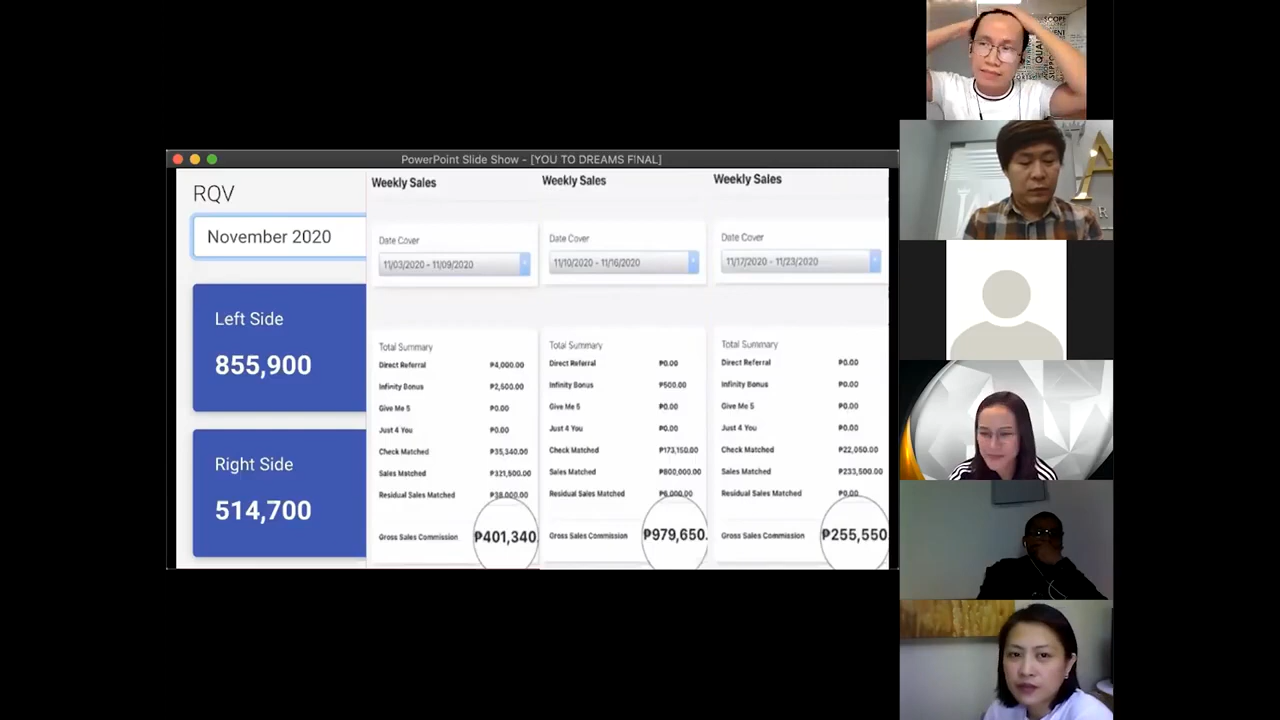 PowerPoint Slide Show - [YOU TO DREAMS F!NAL]
RQV
November 2020
Left Side
855,900
Right Side
514,700
Weekly Sales
Date Cover
11/03/2020 - 11/09/2020
Total Summary
Direct Referral ₱4,000.00
Infinity Bonus ₱2,500.00
Give Me 5 ₱0.00
Just 4 You ₱0.00
Check Matched ₱35,340.00
Sales Matched ₱321,500.00
Residual Sales Matched ₱38,000.00
Gross Sales Commission ₱401,340.
Weekly Sales
Date Cover
11/10/2020 - 11/16/2020
Total Summary
Direct Referral ₱0.00
Infinity Bonus ₱500.00
Give Me 5 ₱0.00
Just 4 You ₱0.00
Check Matched ₱173,150.00
Sales Matched ₱800,000.00
Residual Sales Matched ₱6,000.00
Gross Sales Commission ₱979,650.
Weekly Sales
Date Cover
11/17/2020 - 11/23/2020
Total Summary
Direct Referral ₱0.00
Infinity Bonus ₱0.00
Give Me 5 ₱0.00
Just 4 You ₱0.00
Check Matched ₱22,050.00
Sales Matched ₱233,500.00
Residual Sales Matched ₱0.00
Gross Sales Commission ₱255,550
SCOPE
A
R